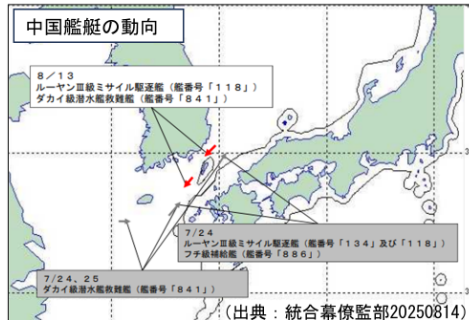 中国艦艇の動向
8/13
ルーヤンⅢ級ミサイル駆逐艦(艦番号「118」)
ダカイ級潜水艦救難艦(艦番号「841」)
7/24
ルーヤンⅢ級ミサイル駆逐艦(艦番号「134」及び「118」)
フチ級補給艦(艦番号「886」)
7/24、25
ダカイ級潜水艦救難艦(艦番号「841」)
(出典:統合幕僚監部20250814)